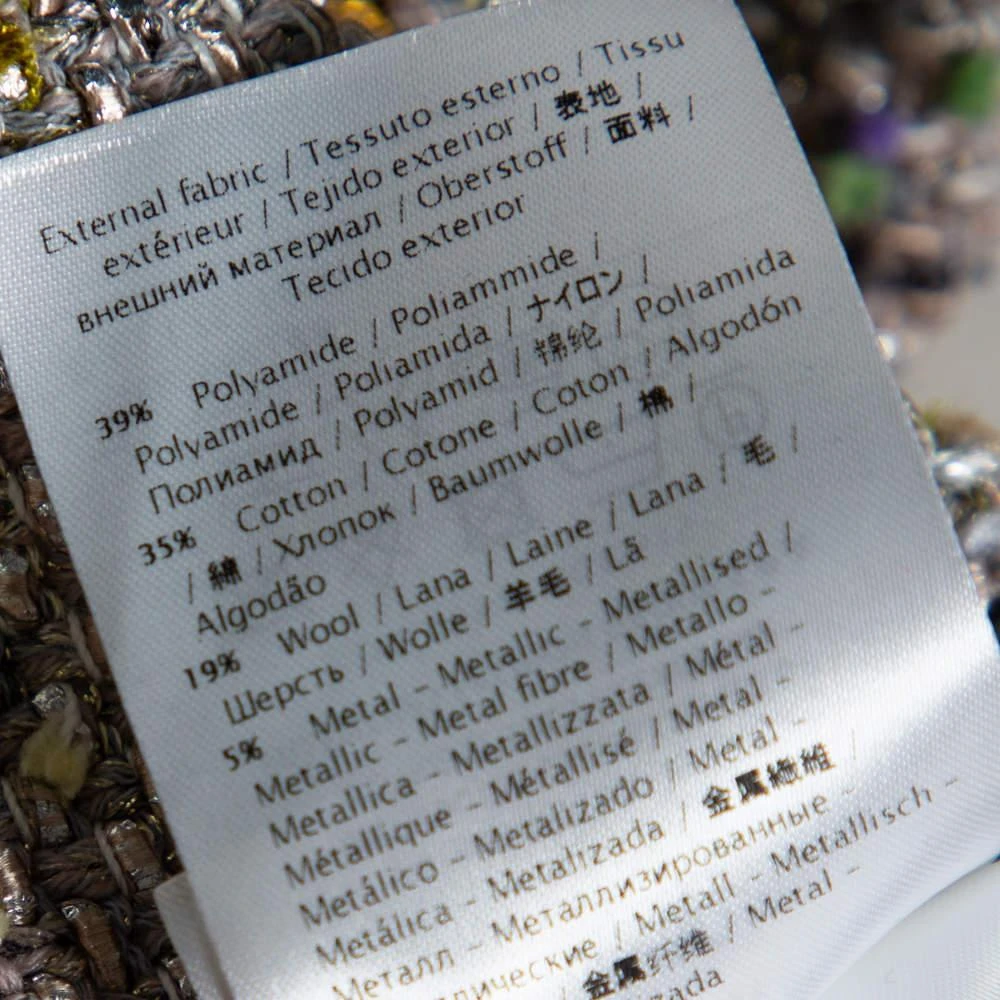 External fabric / Tessuto esterno / Tissu
extérieur / Tejido exterior / 表地 /
внешний материал / Oberstoff / 面料 /
Tecido exterior
39% Polyamide / Poliammide /
Polyamide / Poliamida / ナイロン /
Полиамид / Polyamid / 锦纶 / Poliamida
35% Cotton / Cotone / Coton / Algodón
/ 綿 / Хлопок / Baumwolle / 棉 /
Algodão
19% Wool / Lana / Laine / Lana / 毛 /
Шерсть / Wolle / 羊毛 / Lã
5% Metal - Metallic - Metallised /
Metallic - Metal fibre / Metallo -
Metallica - Metallizzata / Métal -
Métallique - Métallisé / Metal -
Metálico - Metalizado / Metal -
Metálica - Metalizada / 金属繊維 /
Металл - Металлизированные -
/ Metall - Metallisch -
金属纤维 / Metal -